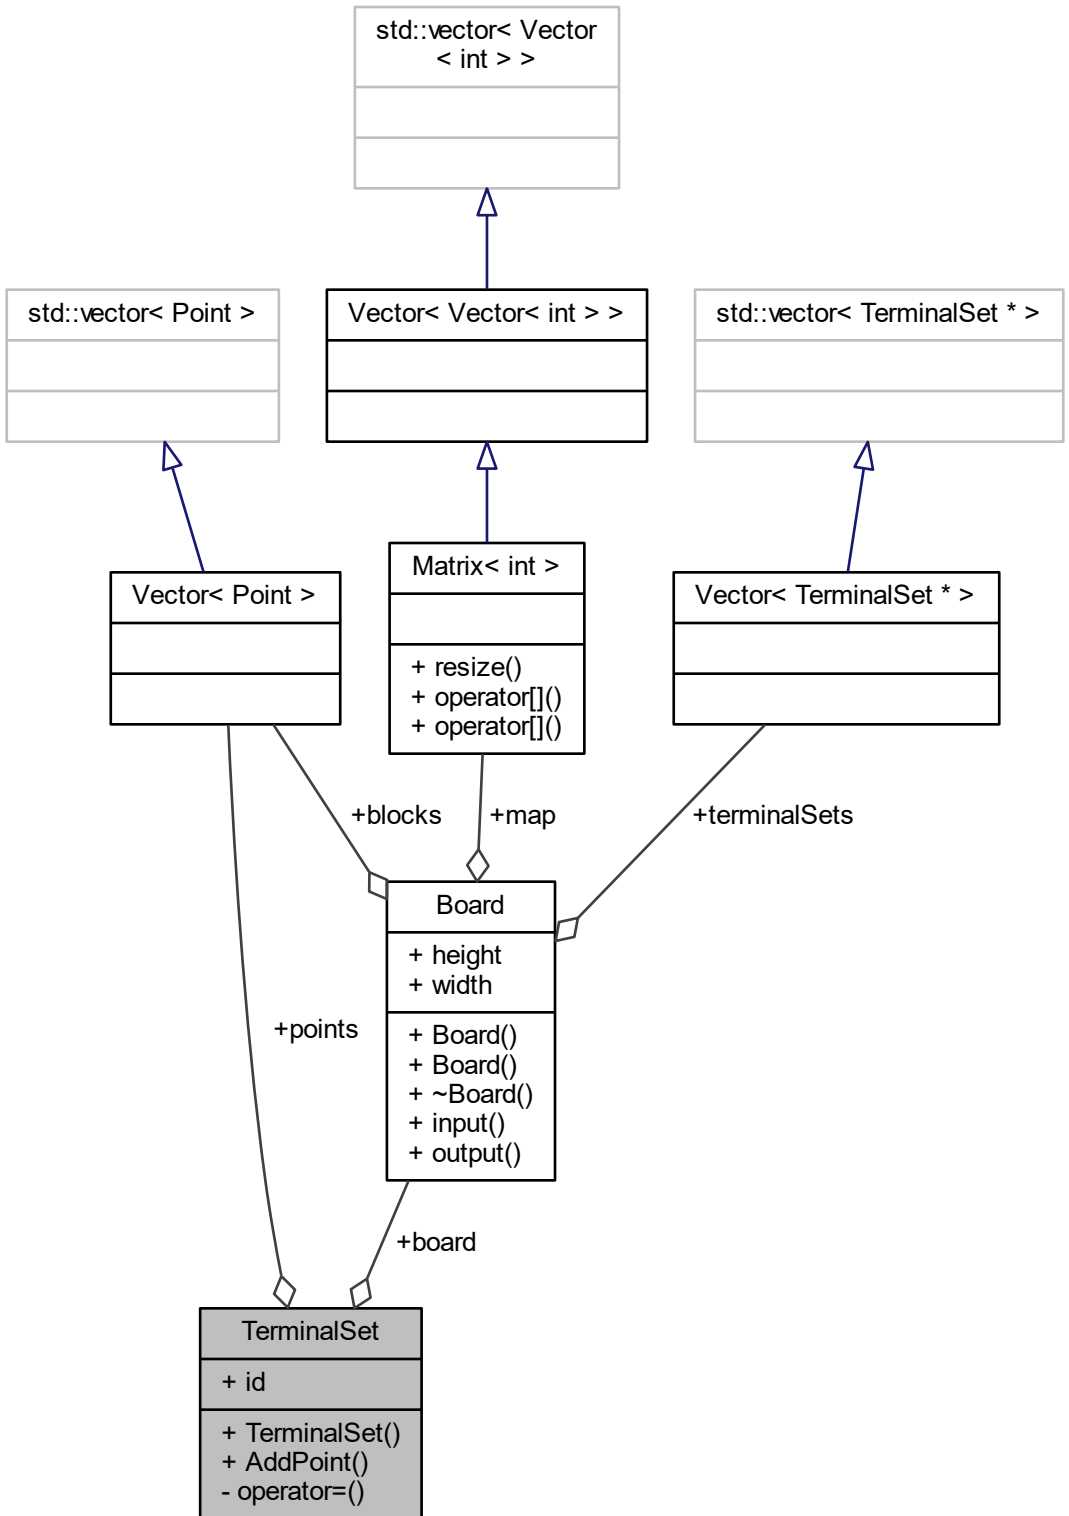 std::vector< Vector
< int > >
std::vector< Point >
Vector< Vector< int > >
std::vector< TerminalSet * >
Matrix< int >
+ resize()
+ operator[]()
+ operator[]()
Vector< Point >
Vector< TerminalSet * >
+blocks
+map
+terminalSets
Board
+ height
+ width
+ Board()
+ Board()
+ ~Board()
+ input()
+ output()
+points
+board
TerminalSet
+ id
+ TerminalSet()
+ AddPoint()
- operator=()